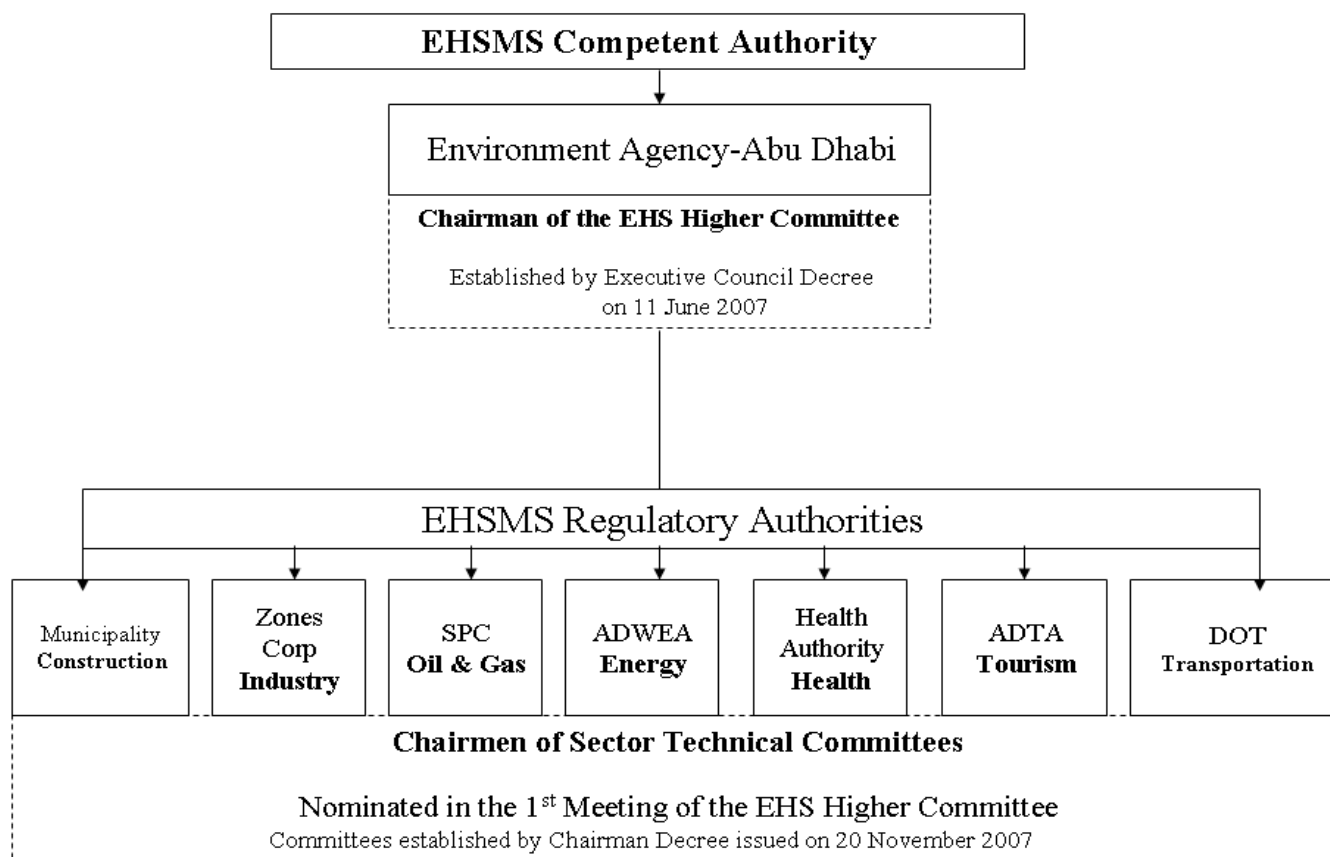 EHSMS Competent Authority
Environment Agency-Abu Dhabi
Chairman of the EHS Higher Committee
Established by Executive Council Decree
on 11 June 2007
EHSMS Regulatory Authorities
Municipality
Construction
Zones
Corp
Industry
SPC
Oil & Gas
ADWEA
Energy
Health
Authority
Health
ADTA
Tourism
DOT
Transportation
Chairmen of Sector Technical Committees
Nominated in the 1st Meeting of the EHS Higher Committee
Committees established by Chairman Decree issued on 20 November 2007